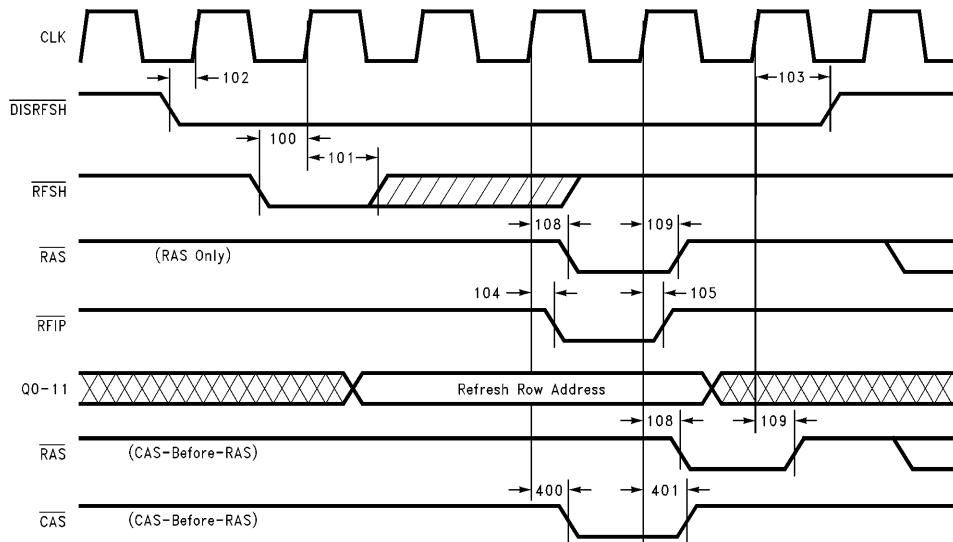 CLK
102
103
DISRFSH
100
101
RFSH
108
109
RAS
(RAS Only)
104
105
RFIP
Q0-11
Refresh Row Address
108
109
RAS
(CAS-Before-RAS)
400
401
CAS
(CAS-Before-RAS)